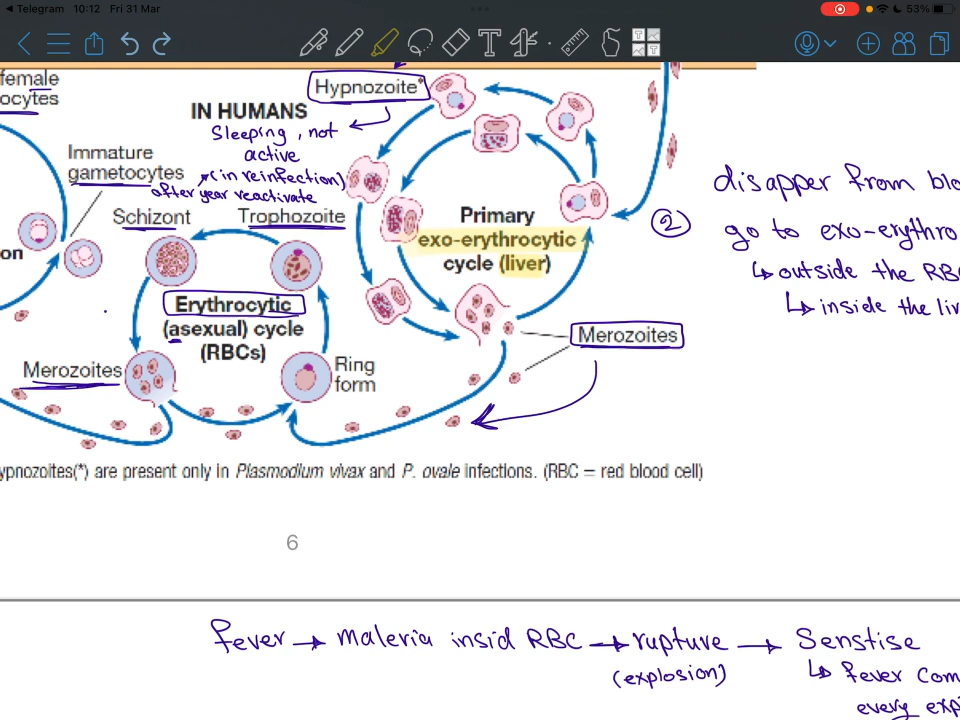 Telegram 10:12 Fri 31 Mar
53%
female
ocytes
Hypnozoite*
IN HUMANS
Sleeping, not
active
(in reinfection)
after year reactivate
Immature
gametocytes
Schizont
Trophozoite
Primary
exo-erythrocytic
cycle (liver)
on
Erythrocytic
(asexual) cycle
(RBCs)
Merozoites
Ring
form
Merozoites
disapper from blo
2 go to exo-erythro
↳ outside the RBC
↳ inside the liv
ypnozoites(*) are present only in Plasmodium vivax and P. ovale infections. (RBC = red blood cell)
6
fever → maleria insid RBC → rupture → Senstise
(explosion) ↳ fever com
every exp